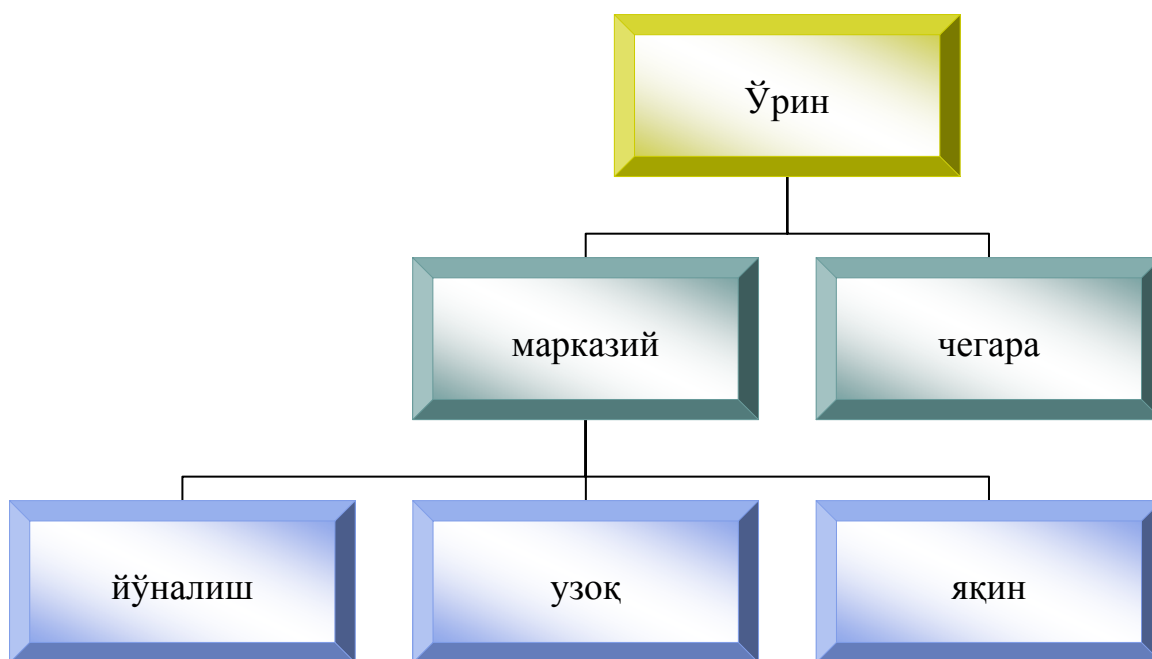 Ўрин
марказий
чегара
йўналиш
узоқ
яқин